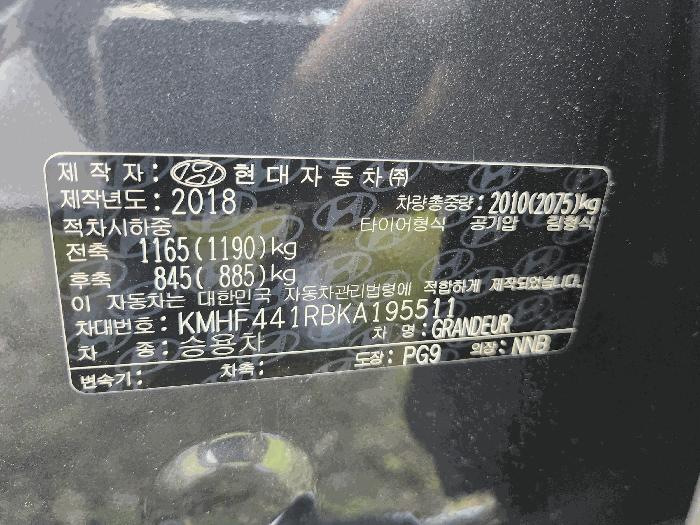 제 작 자 : 현대자동차㈜
제작년도 : 2018 차량총중량 : 2010(2075)kg
적차시하중 타이어형식 공기압 림형식
전축 1165(1190)kg
후축 845( 885)kg
이 자동차는 대한민국 자동차관리법령에 적합하게 제작되었습니다.
차대번호 : KMHF441RBKA195511
차 종 : 승용차 차 명 : GRANDEUR
변속기 : 차축 : 도장 : PG9 의장 : NNB